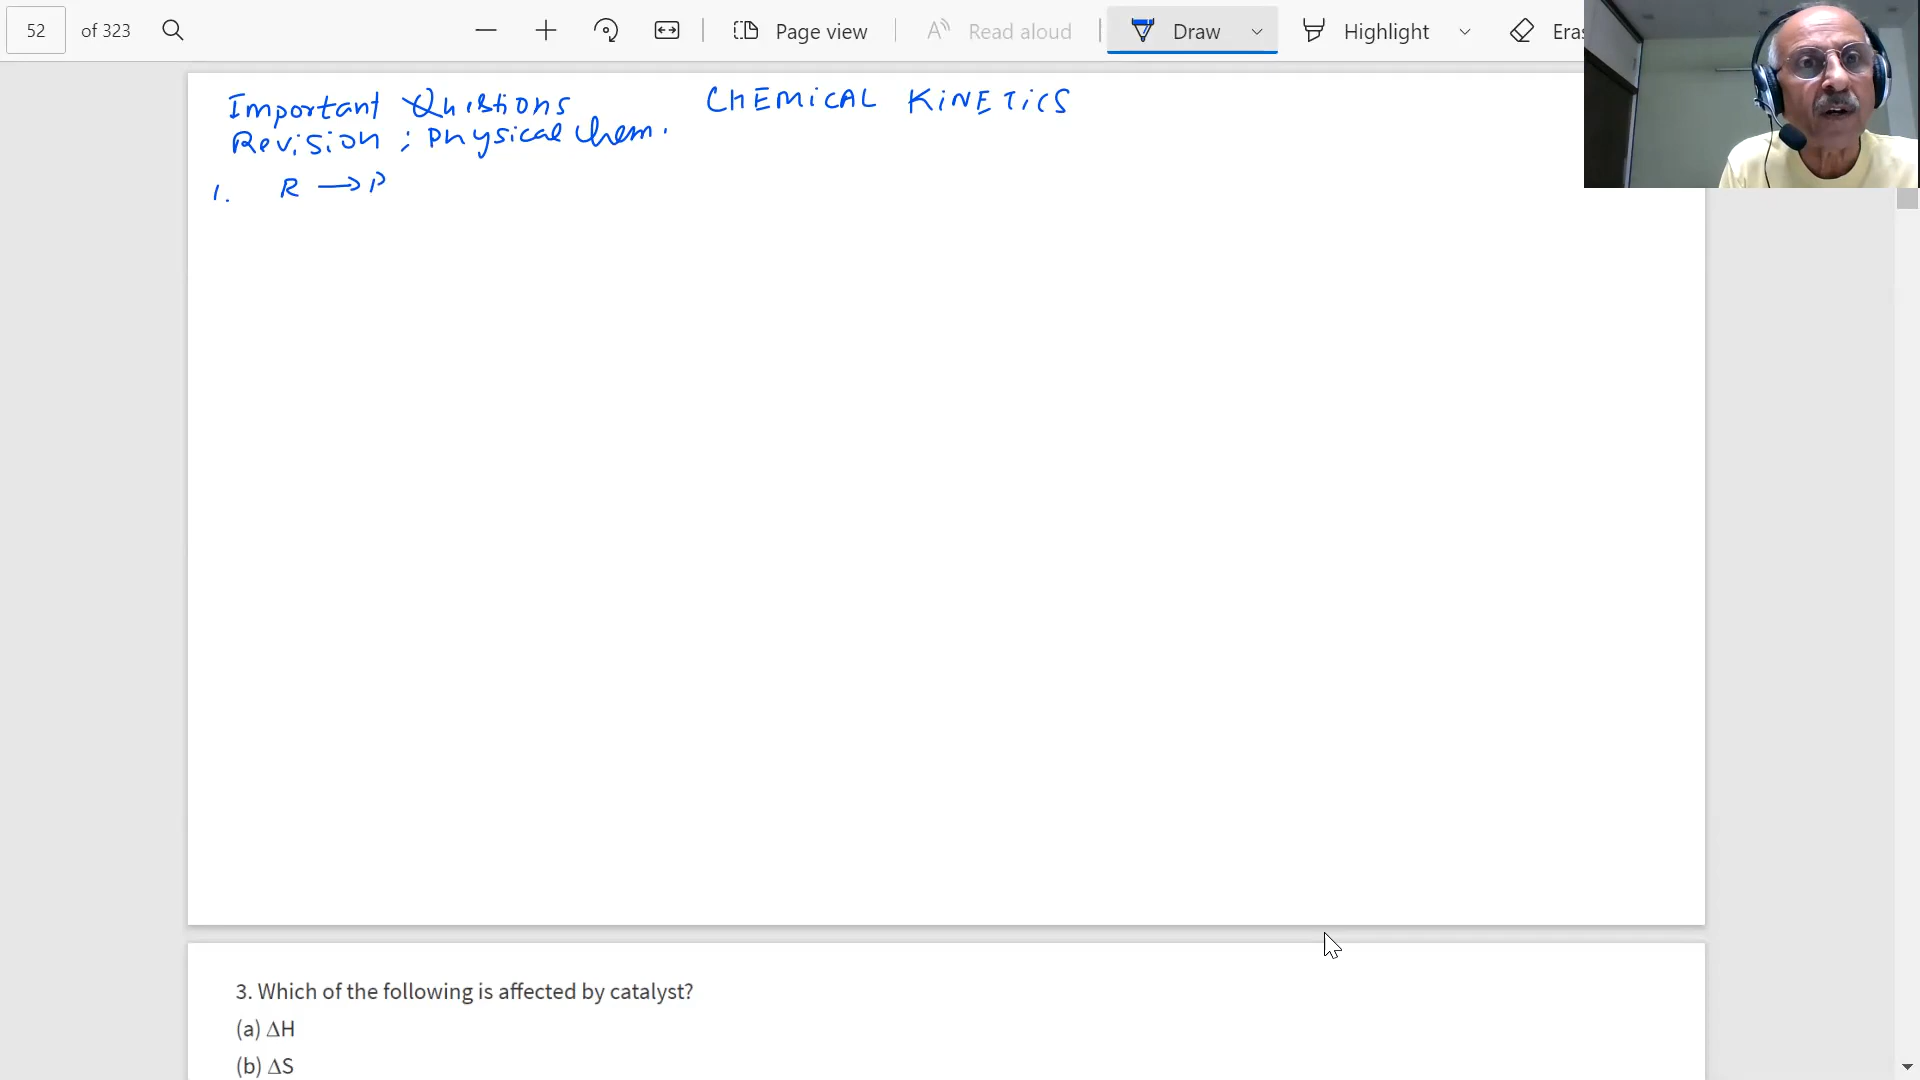 52 of 323 Page view Read aloud Draw Highlight Eras
Important Questions CHEMICAL KINETICS
Revision : Physical Chem.
1. R → P
3. Which of the following is affected by catalyst?
(a) ΔH
(b) ΔS